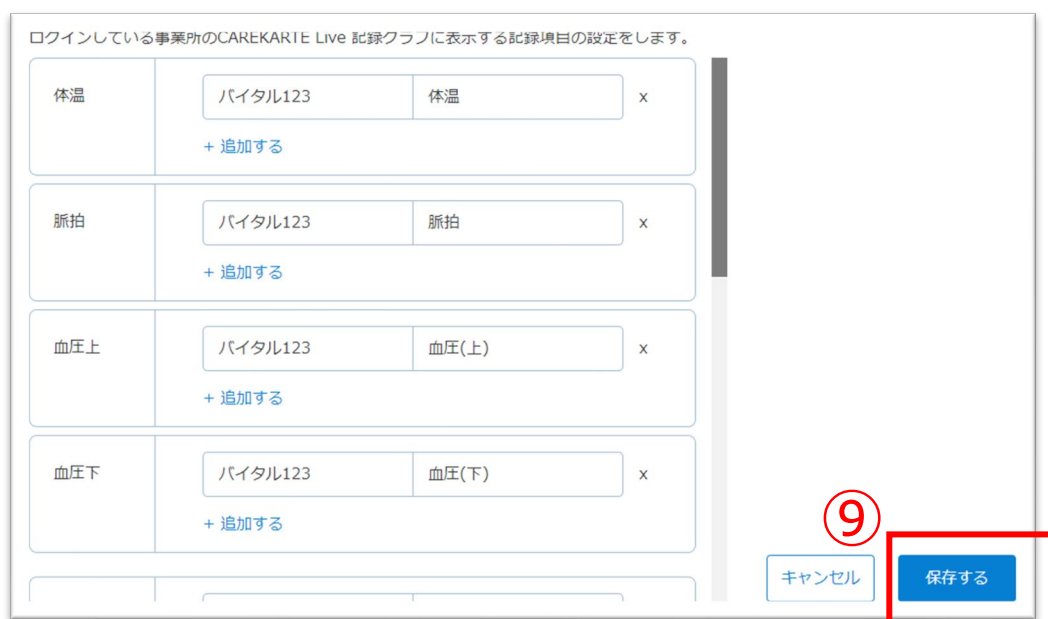 ログインしている事業所のCAREKARTE Live 記録グラフに表示する記録項目の設定をします。
体温 バイタル123 体温 x
+ 追加する
脈拍 バイタル123 脈拍 x
+ 追加する
血圧上 バイタル123 血圧(上) x
+ 追加する
血圧下 バイタル123 血圧(下) x
+ 追加する
⑨
キャンセル 保存する